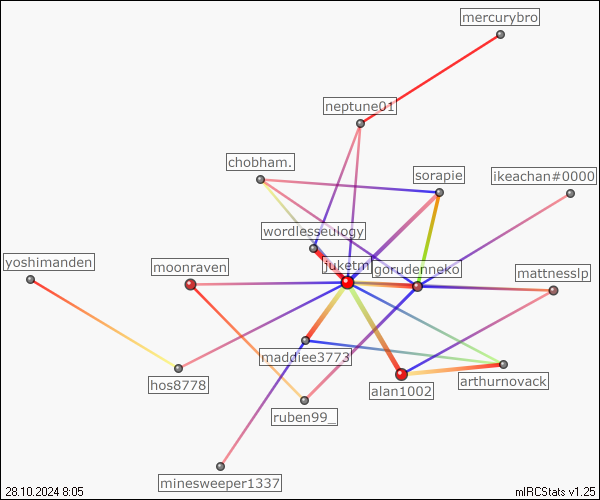 mercurybro
neptune01
chobham.
sorapie
ikeachan#0000
wordlesseulogy
yoshimanden
moonraven
juketm
gorudenneko
mattnesslp
maddiee3773
hos8778
alan1002
arthurnovack
ruben99_
minesweeper1337
28.10.2024 8:05
mIRCStats v1.25